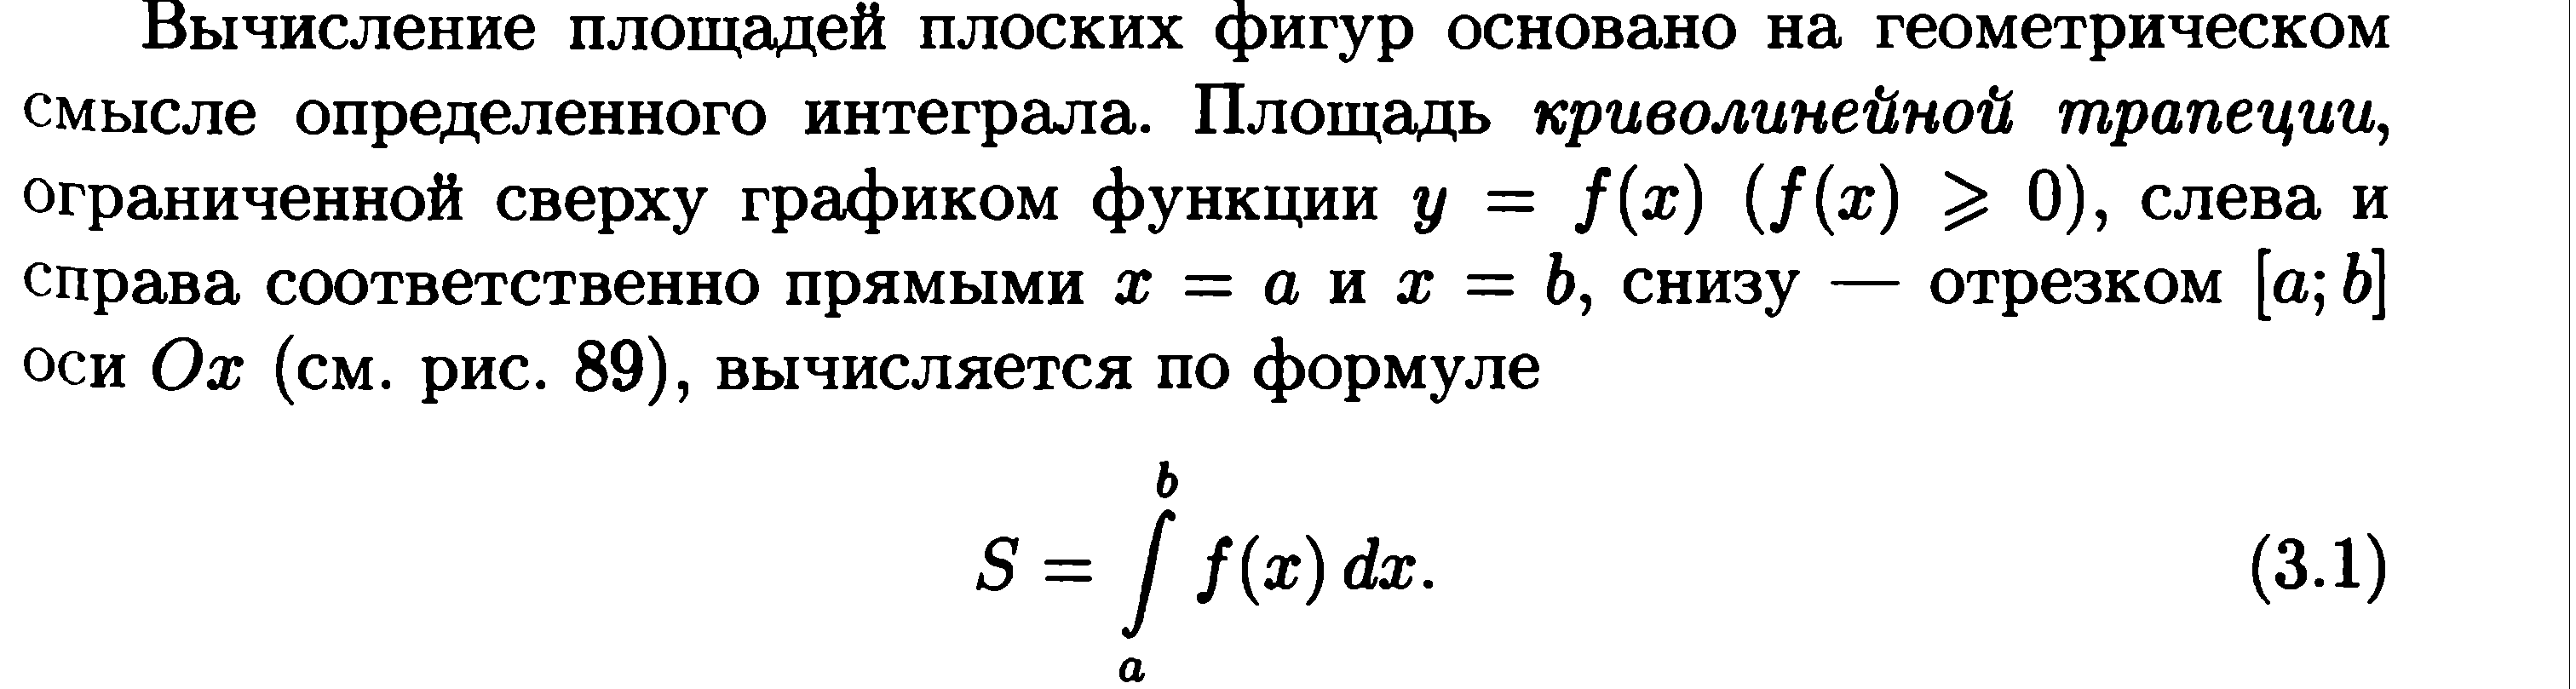 Вычисление площадей плоских фигур основано на геометрическом
смысле определенного интеграла. Площадь криволинейной трапеции,
ограниченной сверху графиком функции y = f(x) (f(x) ⩾ 0), слева и
справа соответственно прямыми x = a и x = b, снизу — отрезком [a; b]
оси Ox (см. рис. 89), вычисляется по формуле
b
S = ∫ f(x) dx. (3.1)
a